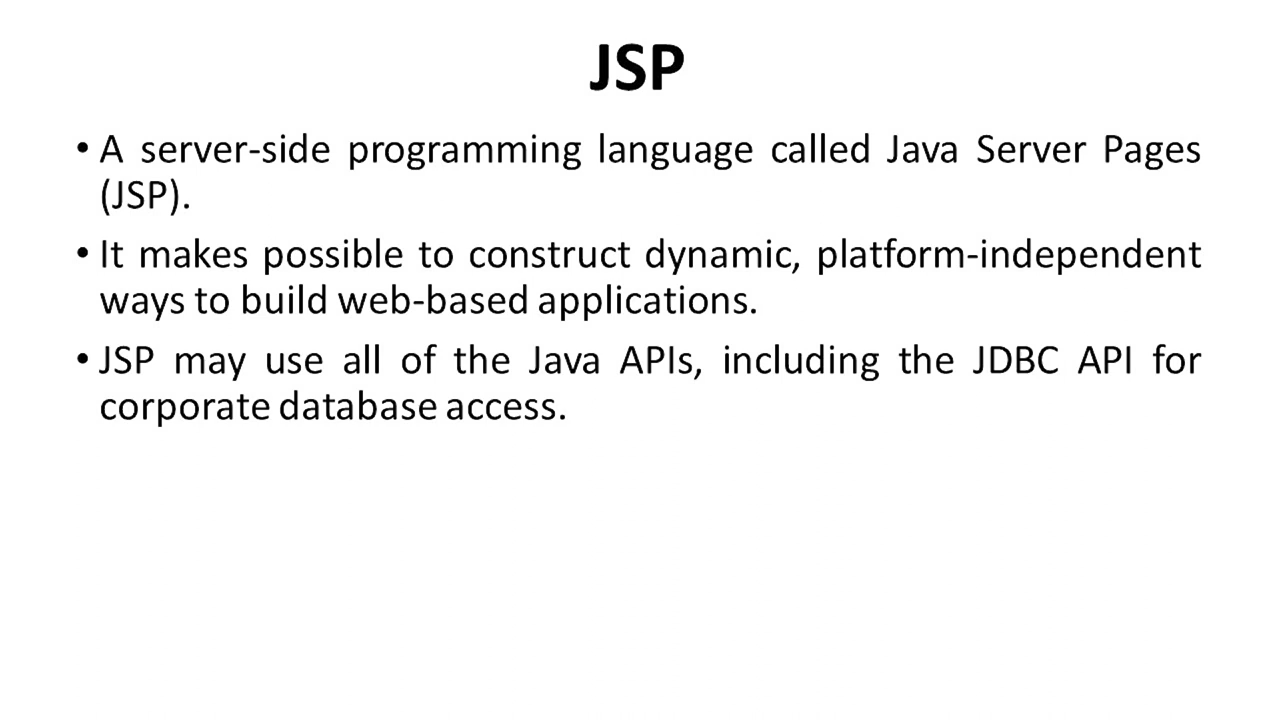 JSP
• A server-side programming language called Java Server Pages
(JSP).
• It makes possible to construct dynamic, platform-independent
ways to build web-based applications.
• JSP may use all of the Java APIs, including the JDBC API for
corporate database access.